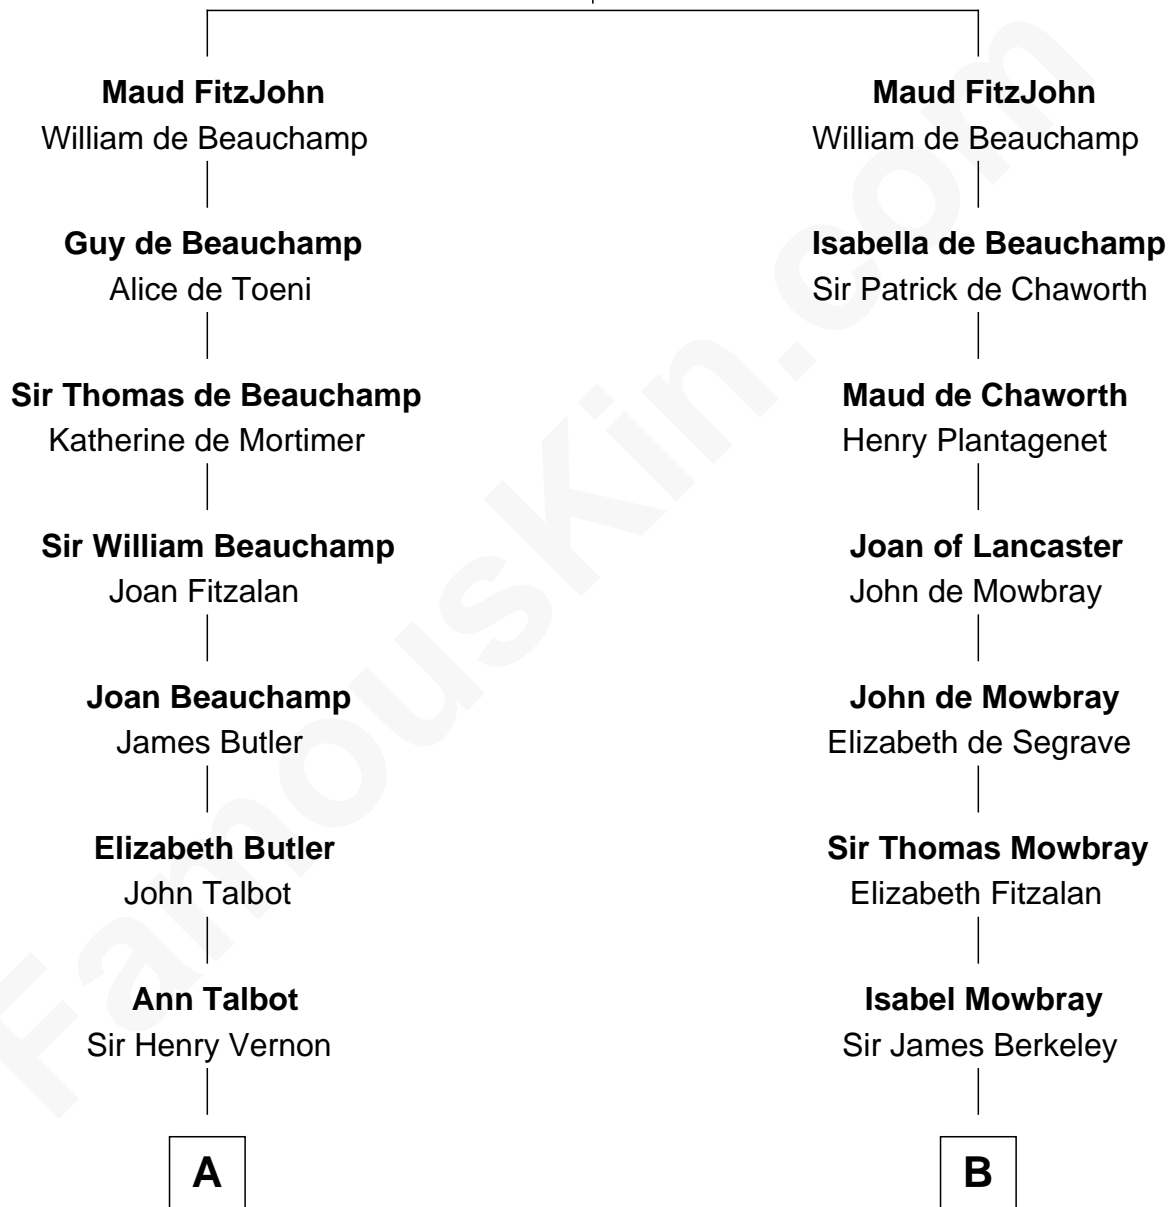 Maud FitzJohn
William de Beauchamp
Guy de Beauchamp
Alice de Toeni
Sir Thomas de Beauchamp
Katherine de Mortimer
Sir William Beauchamp
Joan Fitzalan
Joan Beauchamp
James Butler
Elizabeth Butler
John Talbot
Ann Talbot
Sir Henry Vernon
A
Maud FitzJohn
William de Beauchamp
Isabella de Beauchamp
Sir Patrick de Chaworth
Maud de Chaworth
Henry Plantagenet
Joan of Lancaster
John de Mowbray
John de Mowbray
Elizabeth de Segrave
Sir Thomas Mowbray
Elizabeth Fitzalan
Isabel Mowbray
Sir James Berkeley
B
FamousKin.com